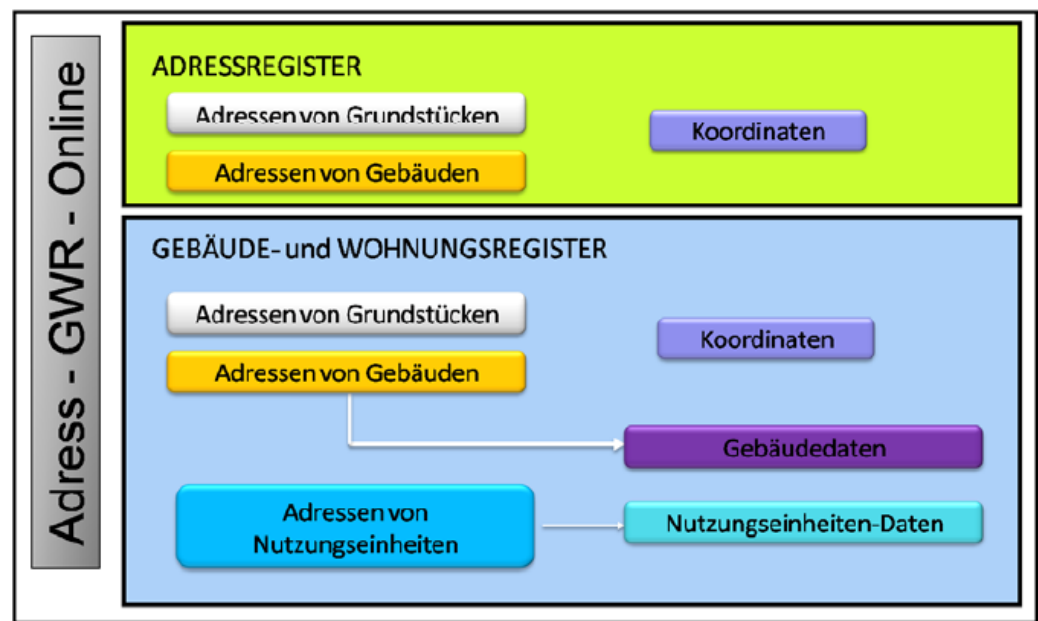 Adress - GWR - Online
ADRESSREGISTER
Adressen von Grundstücken
Koordinaten
Adressen von Gebäuden
GEBÄUDE- und WOHNUNGSREGISTER
Adressen von Grundstücken
Koordinaten
Adressen von Gebäuden
Gebäudedaten
Adressen von
Nutzungseinheiten
Nutzungseinheiten-Daten